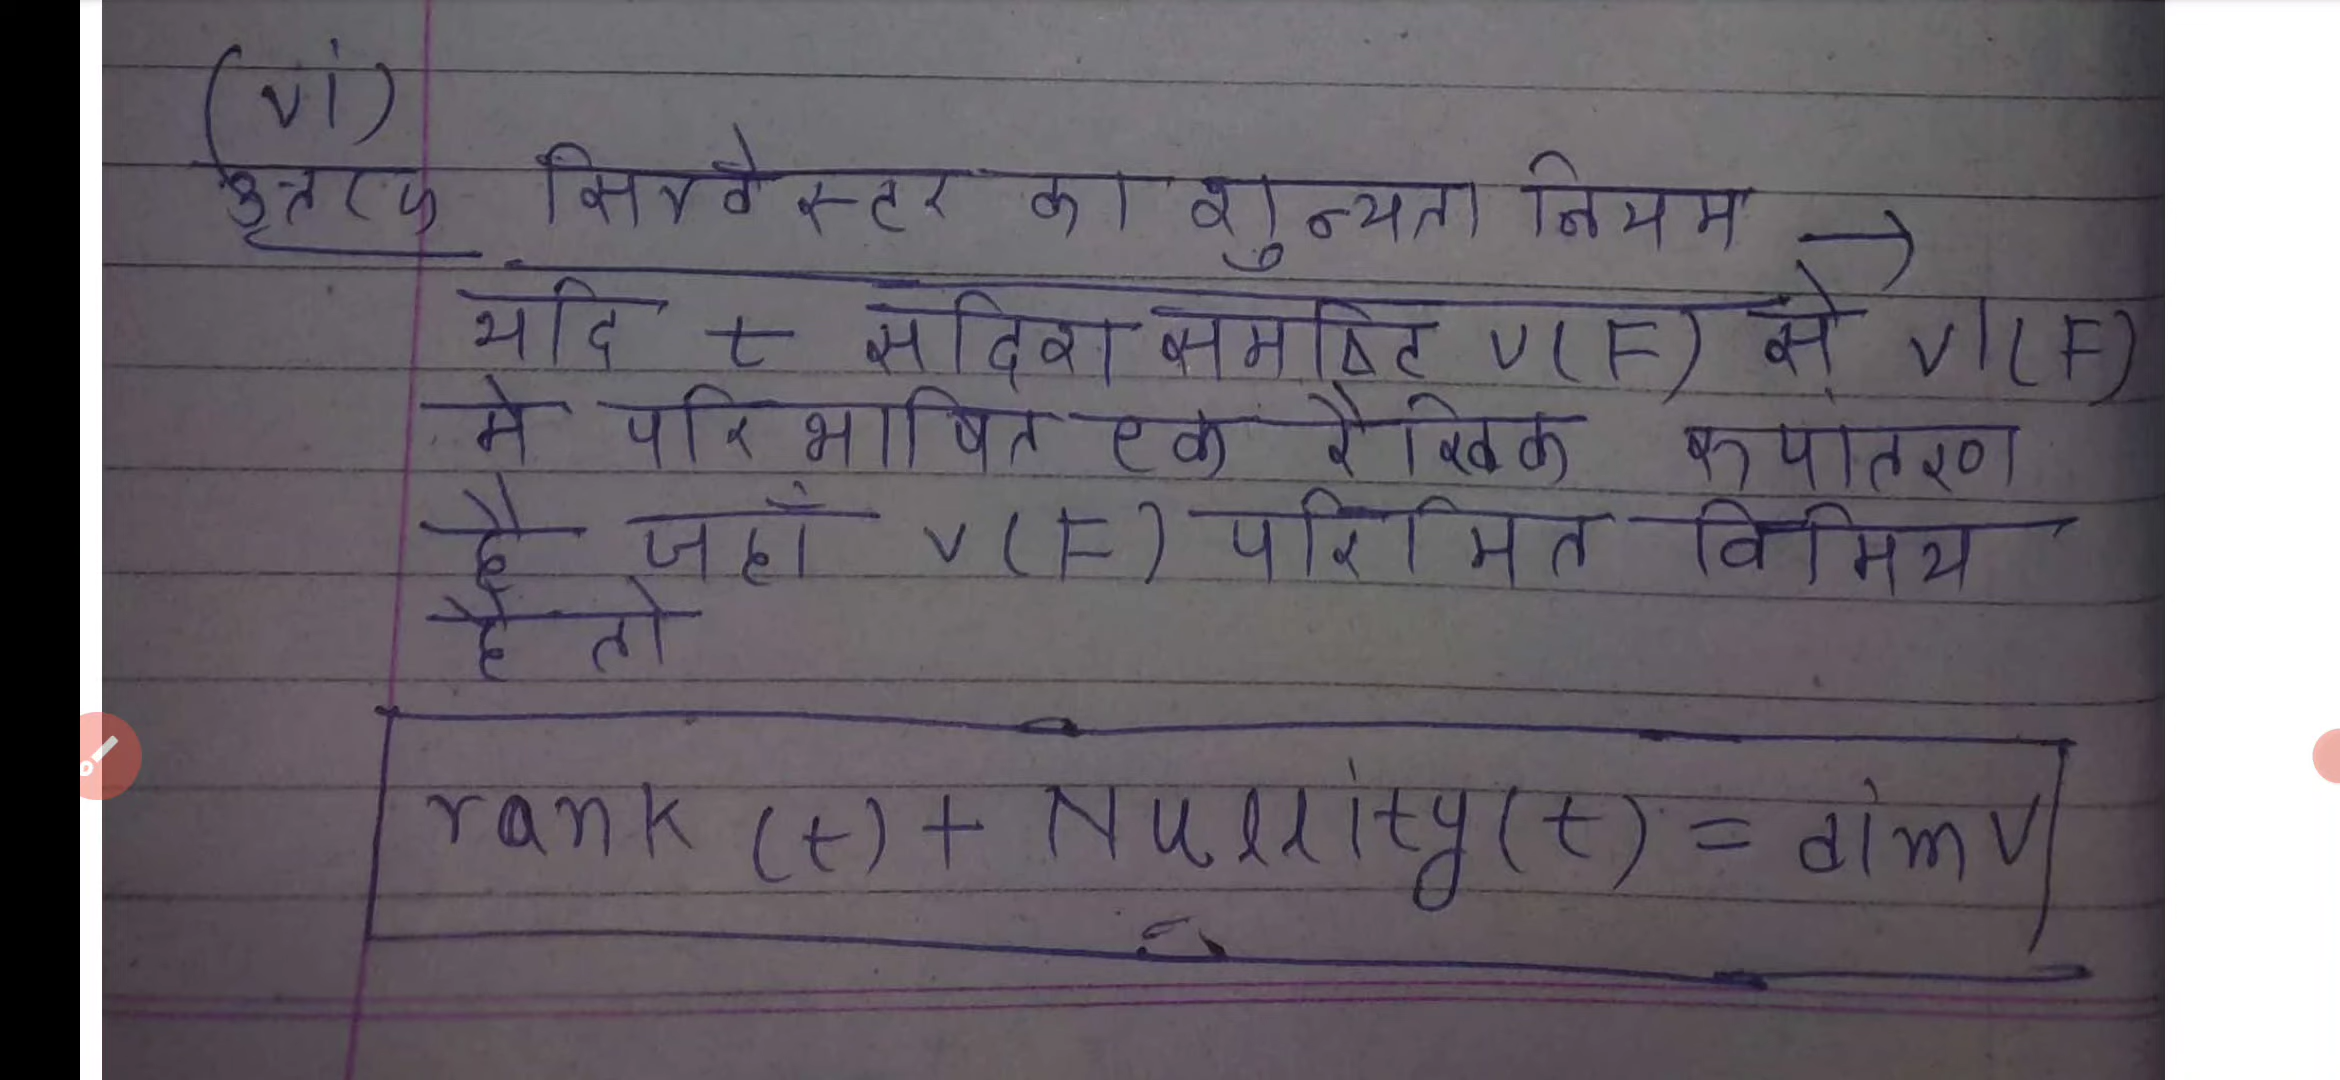 (vi)
उत्तर सिल्वेस्टर का शुन्यता नियम →
यदि t सदिश समष्टि V(F) से V'(F)
मे परिभाषित एक रैखिक रूपातरण
है जहाँ V(F) परिमित विमिय
है तो
rank (t) + Nullity(t) = dim V